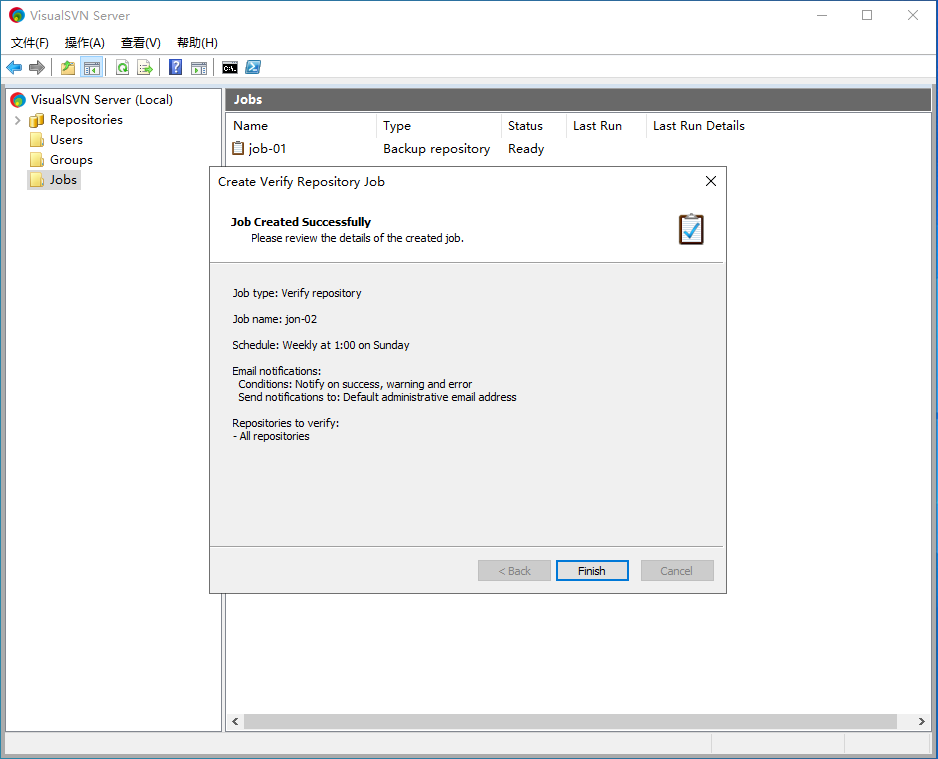 VisualSVN Server
文件(F) 操作(A) 查看(V) 帮助(H)
VisualSVN Server (Local)
Repositories
Users
Groups
Jobs
Jobs
Name Type Status Last Run Last Run Details
job-01 Backup repository Ready
Create Verify Repository Job
Job Created Successfully
Please review the details of the created job.
Job type: Verify repository
Job name: jon-02
Schedule: Weekly at 1:00 on Sunday
Email notifications:
Conditions: Notify on success, warning and error
Send notifications to: Default administrative email address
Repositories to verify:
- All repositories
< Back Finish Cancel